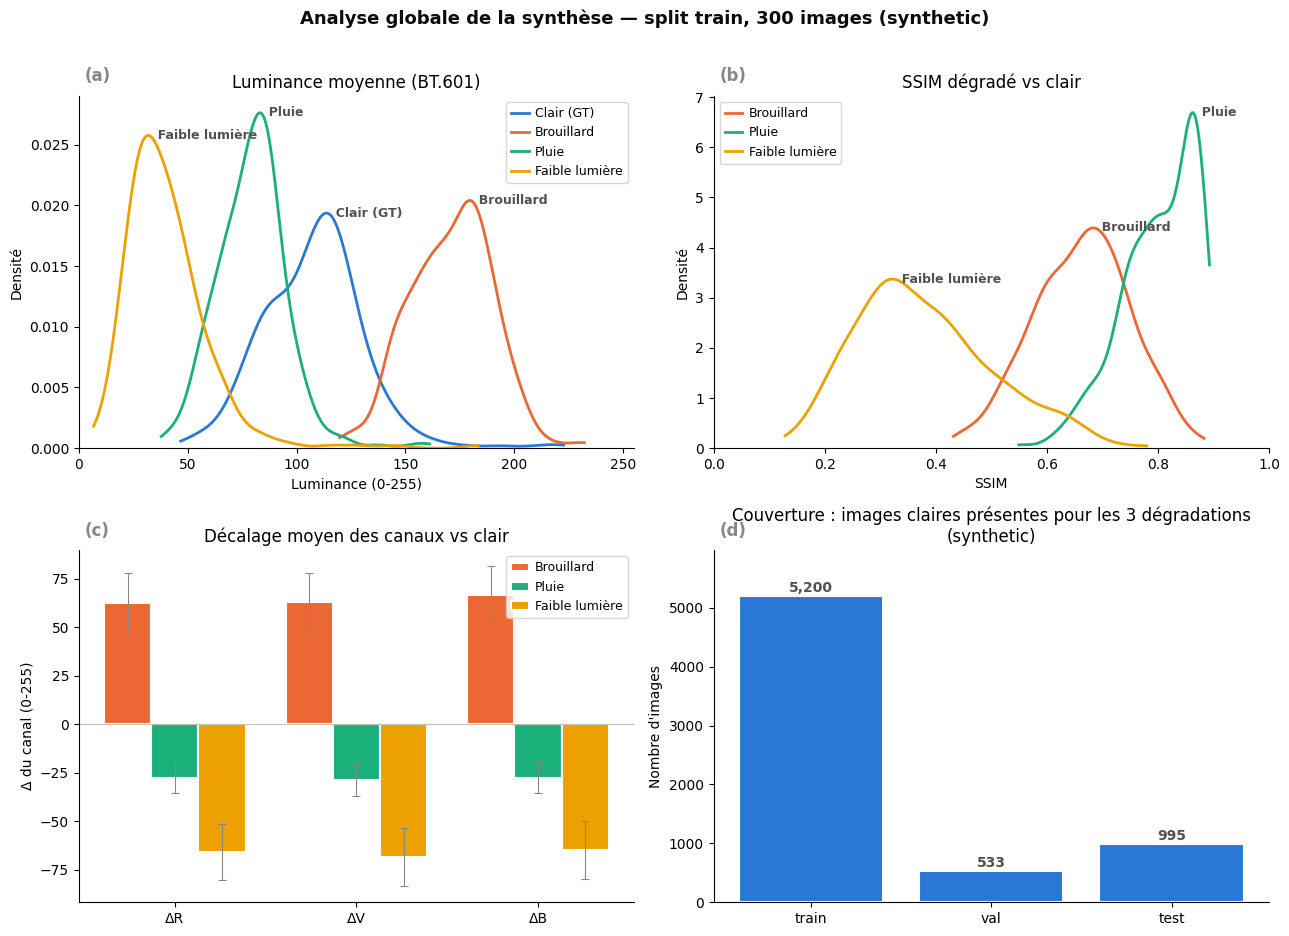 Analyse globale de la synthèse — split train, 300 images (synthetic)
(a)
Luminance moyenne (BT.601)
Clair (GT)
Brouillard
Pluie
Faible lumière
Faible lumière
Pluie
Clair (GT)
Brouillard
Densité
0.025
0.020
0.015
0.010
0.005
0.000
0 50 100 150 200 250
Luminance (0-255)
(b)
SSIM dégradé vs clair
Brouillard
Pluie
Faible lumière
Pluie
Brouillard
Faible lumière
Densité
7
6
5
4
3
2
1
0
0.0 0.2 0.4 0.6 0.8 1.0
SSIM
(c)
Décalage moyen des canaux vs clair
Brouillard
Pluie
Faible lumière
Δ du canal (0-255)
75
50
25
0
−25
−50
−75
ΔR ΔV ΔB
(d)
Couverture : images claires présentes pour les 3 dégradations
(synthetic)
Nombre d'images
5000
4000
3000
2000
1000
0
5,200
533
995
train val test